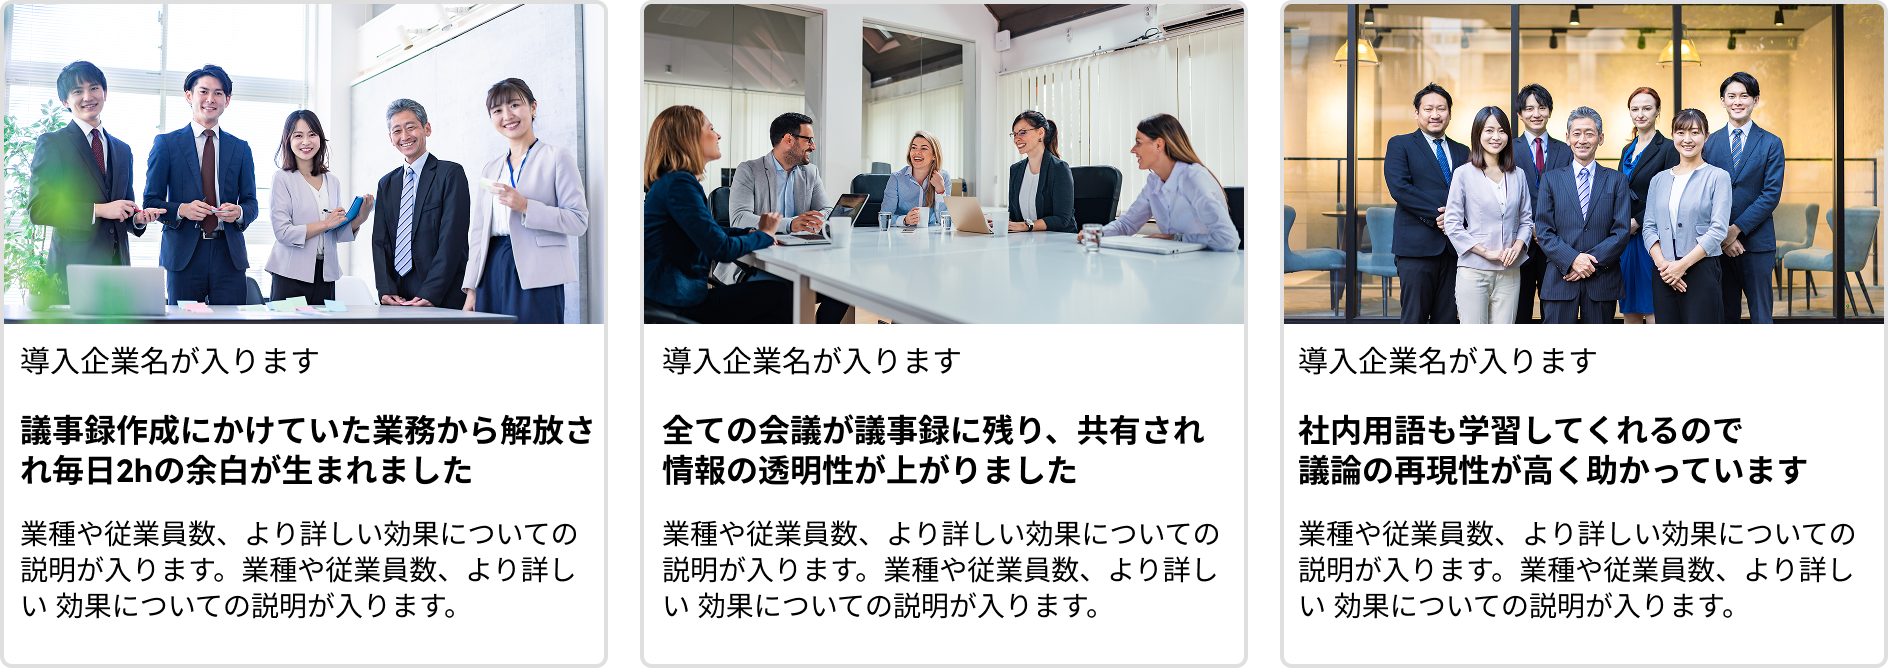 導入企業名が入ります
議事録作成にかけていた業務から解放さ
れ毎日2hの余白が生まれました
業種や従業員数、より詳しい効果についての
説明が入ります。業種や従業員数、より詳し
い 効果についての説明が入ります。
導入企業名が入ります
全ての会議が議事録に残り、共有され
情報の透明性が上がりました
業種や従業員数、より詳しい効果についての
説明が入ります。業種や従業員数、より詳し
い 効果についての説明が入ります。
導入企業名が入ります
社内用語も学習してくれるので
議論の再現性が高く助かっています
業種や従業員数、より詳しい効果についての
説明が入ります。業種や従業員数、より詳し
い 効果についての説明が入ります。